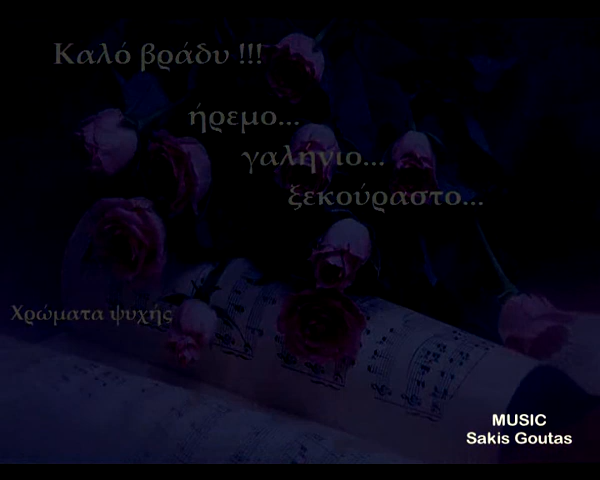 Καλό βράδυ !!!
ήρεμο...
γαλήνιο...
ξεκούραστο...
Χρώματα ψυχής
MUSIC
Sakis Goutas